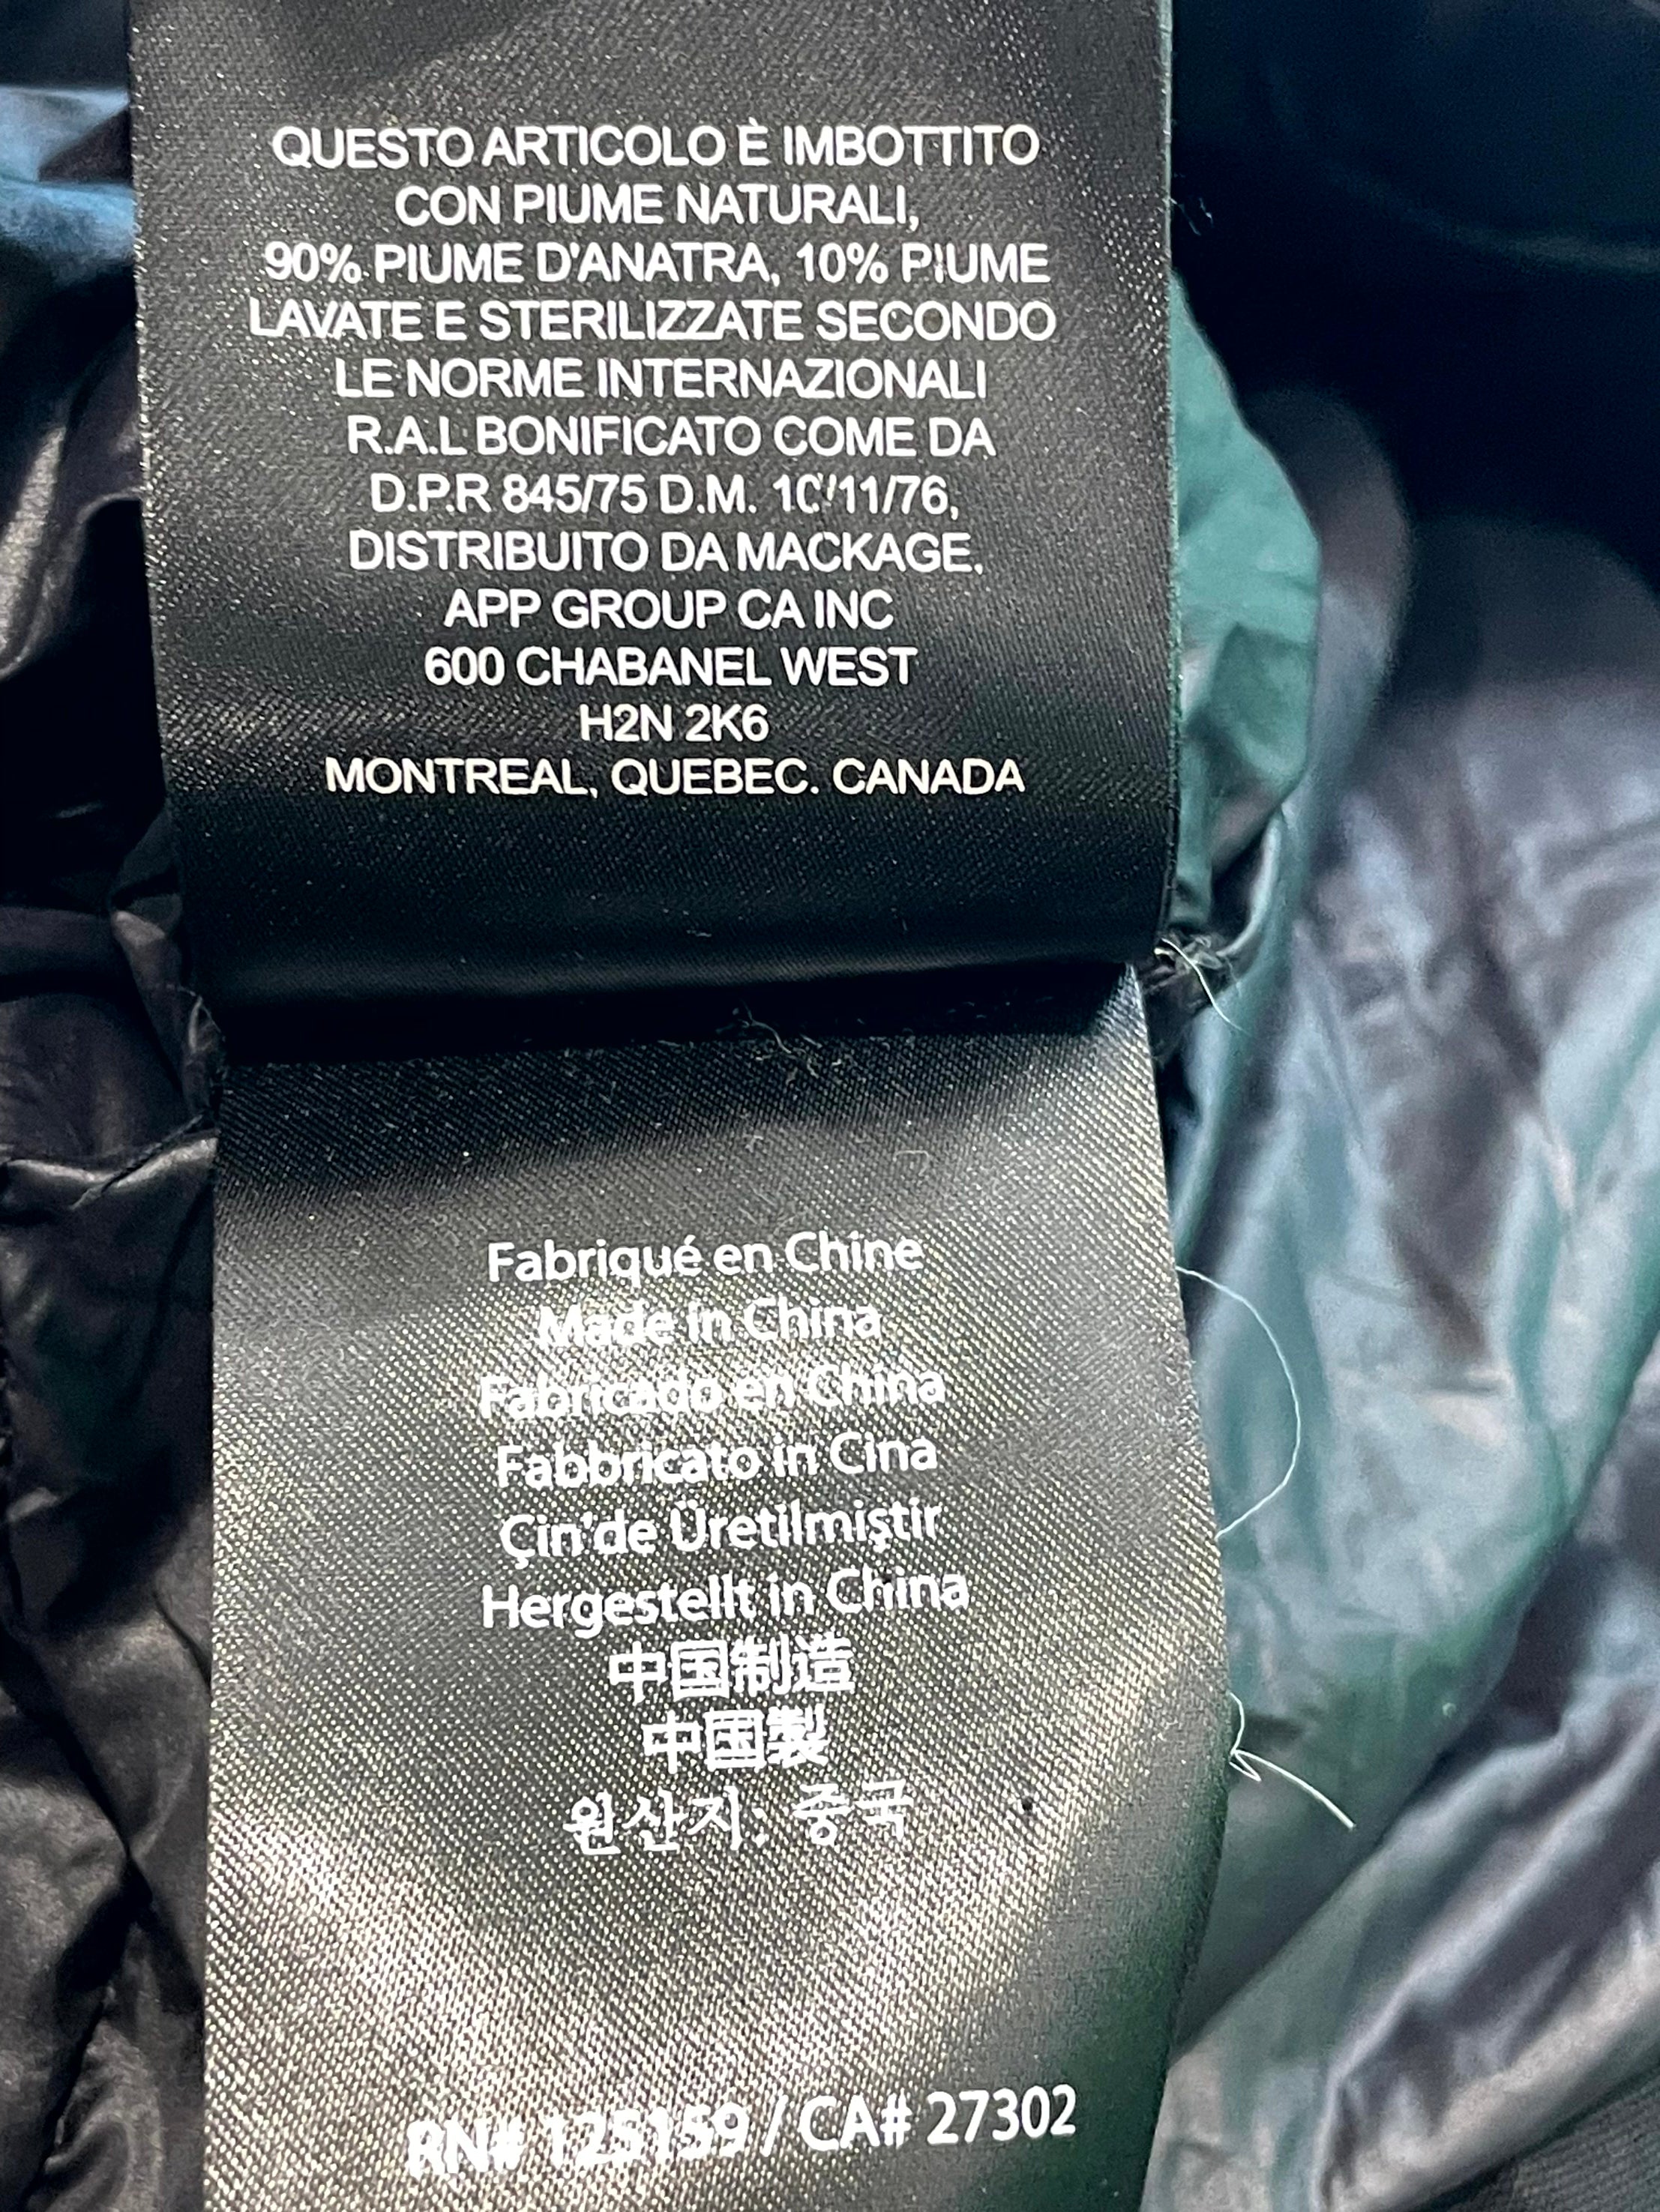 QUESTO ARTICOLO È IMBOTTITO
CON PIUME NATURALI,
90% PIUME D'ANATRA, 10% PIUME
LAVATE E STERILIZZATE SECONDO
LE NORME INTERNAZIONALI
R.A.L BONIFICATO COME DA
D.P.R 845/75 D.M. 10/11/76,
DISTRIBUITO DA MACKAGE.
APP GROUP CA INC
600 CHABANEL WEST
H2N 2K6
MONTREAL, QUEBEC. CANADA
Fabriqué en Chine
Made in China
Fabricado en China
Fabbricato in Cina
Çin'de Üretilmiştir
Hergestellt in China
中国制造
中国製
원산지: 중국
RN# 125159 / CA# 27302